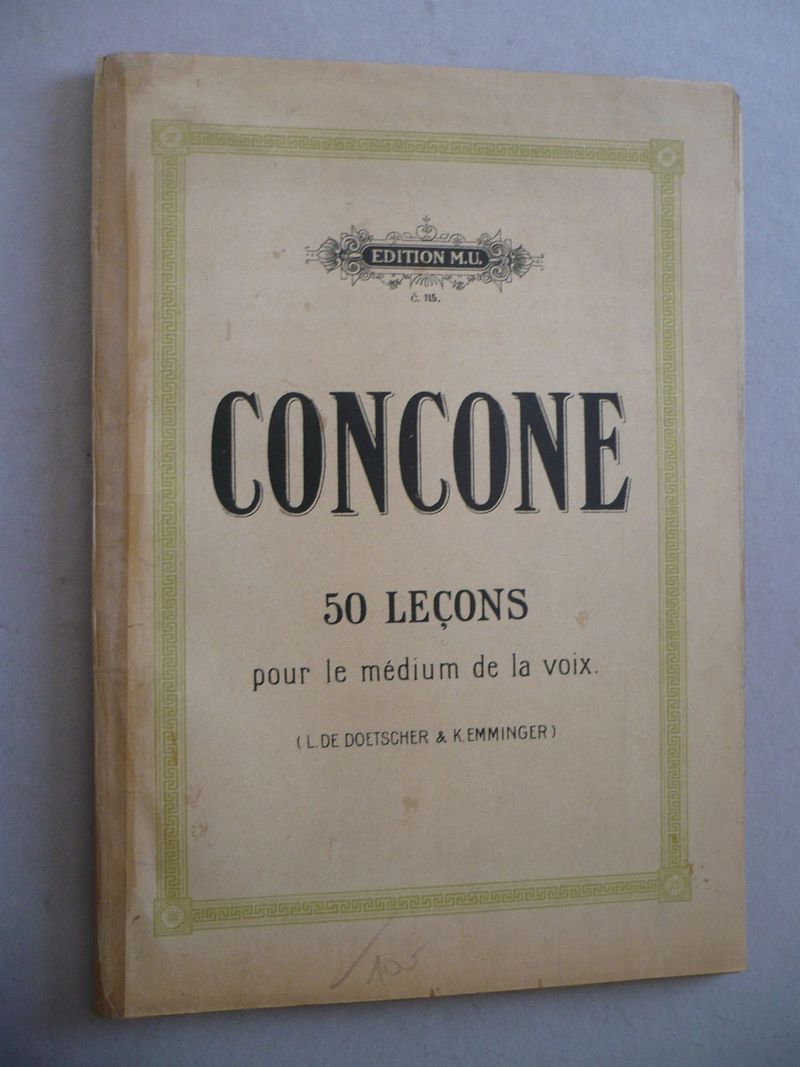 EDITION M.U.
č. 115.
CONCONE
50 LEÇONS
pour le médium de la voix.
(L. DE DOETSCHER & K. EMMINGER)